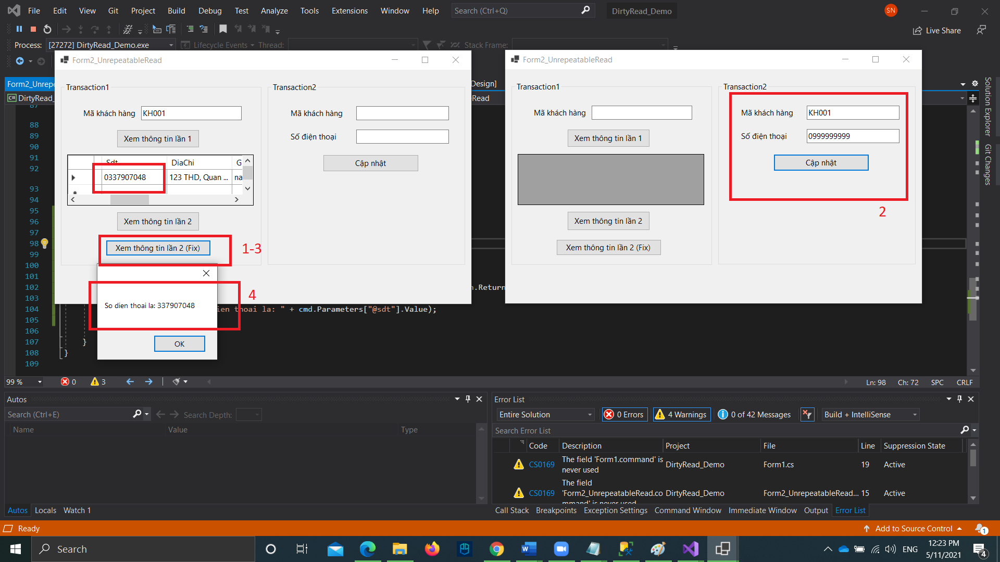 File Edit View Git Project Build Debug Test Analyze Tools Extensions Window Help Search (Ctrl+Q) DirtyRead_Demo SN
Live Share
Process: [27272] DirtyRead_Demo.exe Lifecycle Events Thread: Stack Frame:
Form2_UnrepeatableRead
Form2_UnrepeatableRead
Form2_Unrepe
Design]
DirtyRead_
Read
Transaction1
Mã khách hàng KH001
Xem thông tin lần 1
Sdt DiaChi G
0337907048 123 THD, Quan ... na
Xem thông tin lần 2
Xem thông tin lần 2 (Fix)
1-3
Transaction2
Mã khách hàng
Số điện thoại
Cập nhật
Transaction1
Mã khách hàng
Xem thông tin lần 1
Xem thông tin lần 2
Xem thông tin lần 2 (Fix)
Transaction2
Mã khách hàng KH001
Số điện thoại 0999999999
Cập nhật
2
So dien thoai la: 337907048
4
OK
Solution Explorer
Git Changes
87
88
89
90
91
92
93
94
95
96
97
98
99
100
101
102 n.Return
103
104 ien thoai la: " + cmd.Parameters["@sdt"].Value);
105
106
107 }
108 }
109
99 % 0 3 Ln: 98 Ch: 72 SPC CRLF
Autos
Search (Ctrl+E) Search Depth:
Name Value Type
Autos Locals Watch 1
Error List
Entire Solution 0 Errors 4 Warnings 0 of 42 Messages Build + IntelliSense
Search Error List
Code Description Project File Line Suppression State
CS0169 The field 'Form1.command' is never used DirtyRead_Demo Form1.cs 19 Active
CS0169 The field 'Form2_UnrepeatableRead.co mmand' is never used DirtyRead_Demo Form2_UnrepeatableRead... 15 Active
Call Stack Breakpoints Exception Settings Command Window Immediate Window Output Error List
Ready Add to Source Control 1
Search ENG 12:23 PM
5/11/2021 4